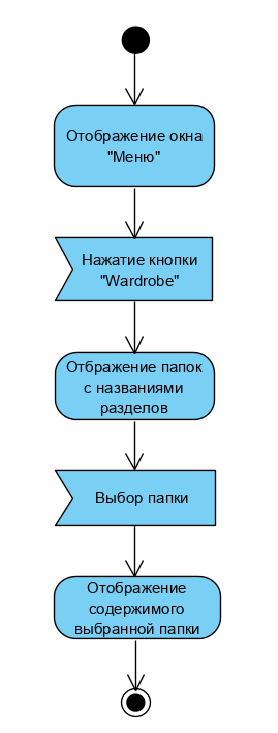 Отображение окна
"Меню"
Нажатие кнопки
"Wardrobe"
Отбражение папок
с названиями
разделов
Выбор папки
Отображение
содержимого
выбранной папки